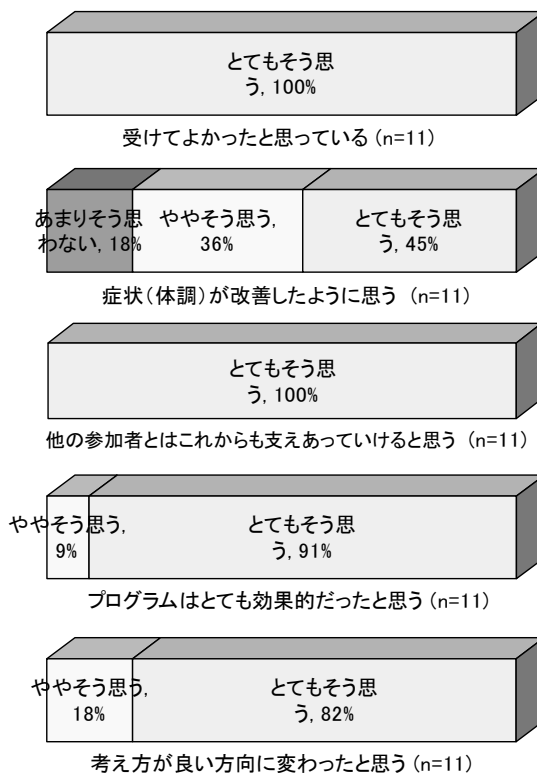 とてもそう思
う, 100%
受けてよかったと思っている (n=11)
あまりそう思
わない, 18%
ややそう思う,
36%
とてもそう思
う, 45%
症状(体調)が改善したように思う (n=11)
とてもそう思
う, 100%
他の参加者とはこれからも支えあっていけると思う (n=11)
ややそう思う,
9%
とてもそう思
う, 91%
プログラムはとても効果的だったと思う (n=11)
ややそう思う,
18%
とてもそう思
う, 82%
考え方が良い方向に変わったと思う (n=11)